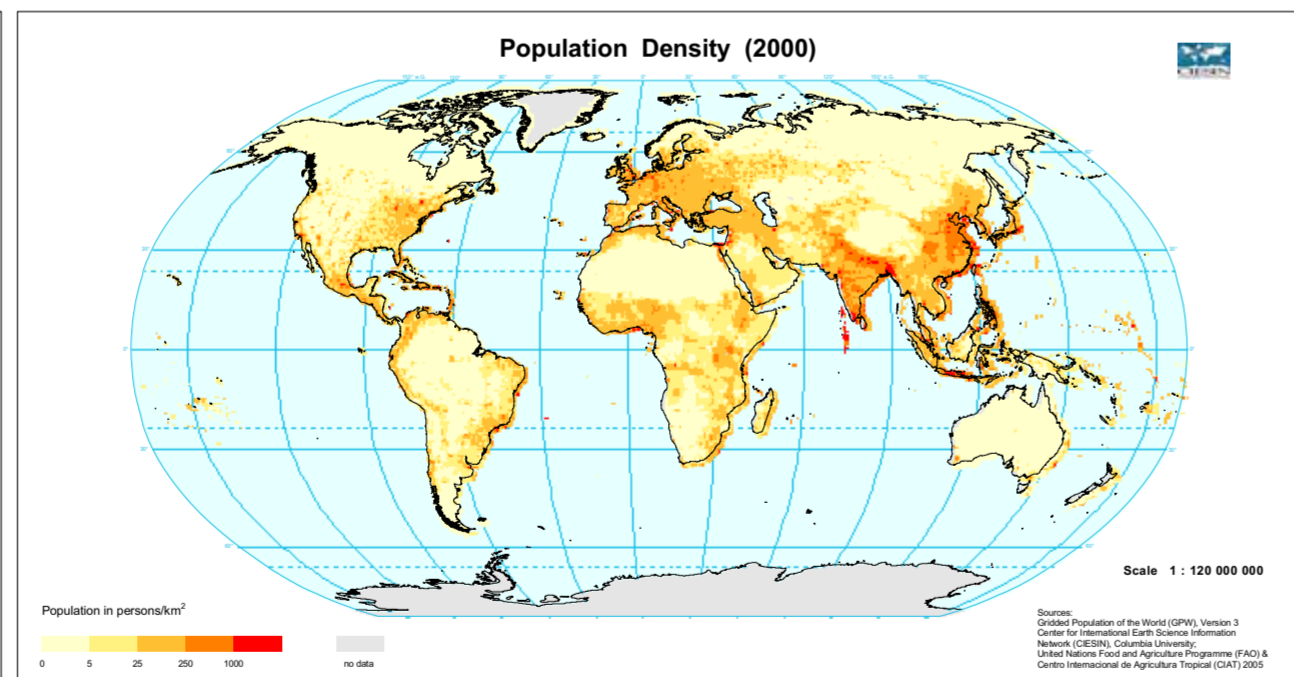 Population Density (2000)
CIESIN
Scale 1 : 120 000 000
Population in persons/km²
0 5 25 250 1000
no data
Sources:
Gridded Population of the World (GPW), Version 3
Center for International Earth Science Information
Network (CIESIN), Columbia University;
United Nations Food and Agriculture Programme (FAO) &
Centro Internacional de Agricultura Tropical (CIAT) 2005